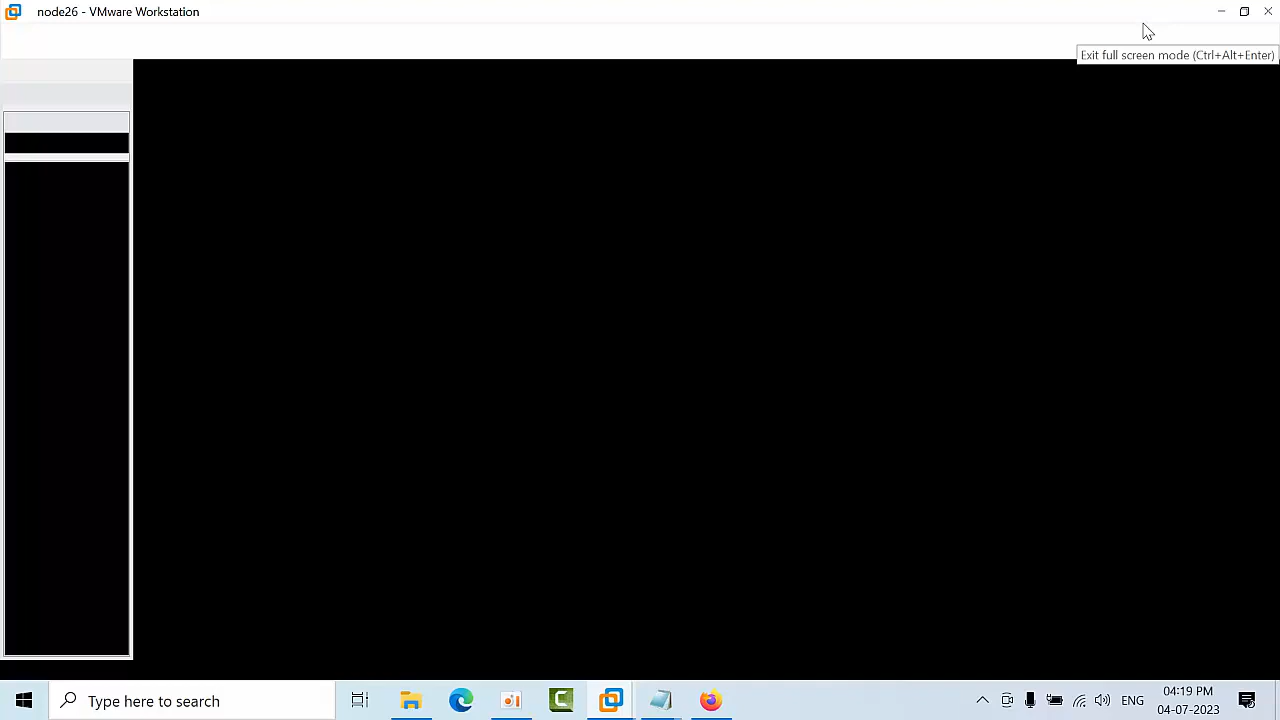 node26 - VMware Workstation
Exit full screen mode (Ctrl+Alt+Enter)
Type here to search
ENG
04:19 PM
04-07-2023